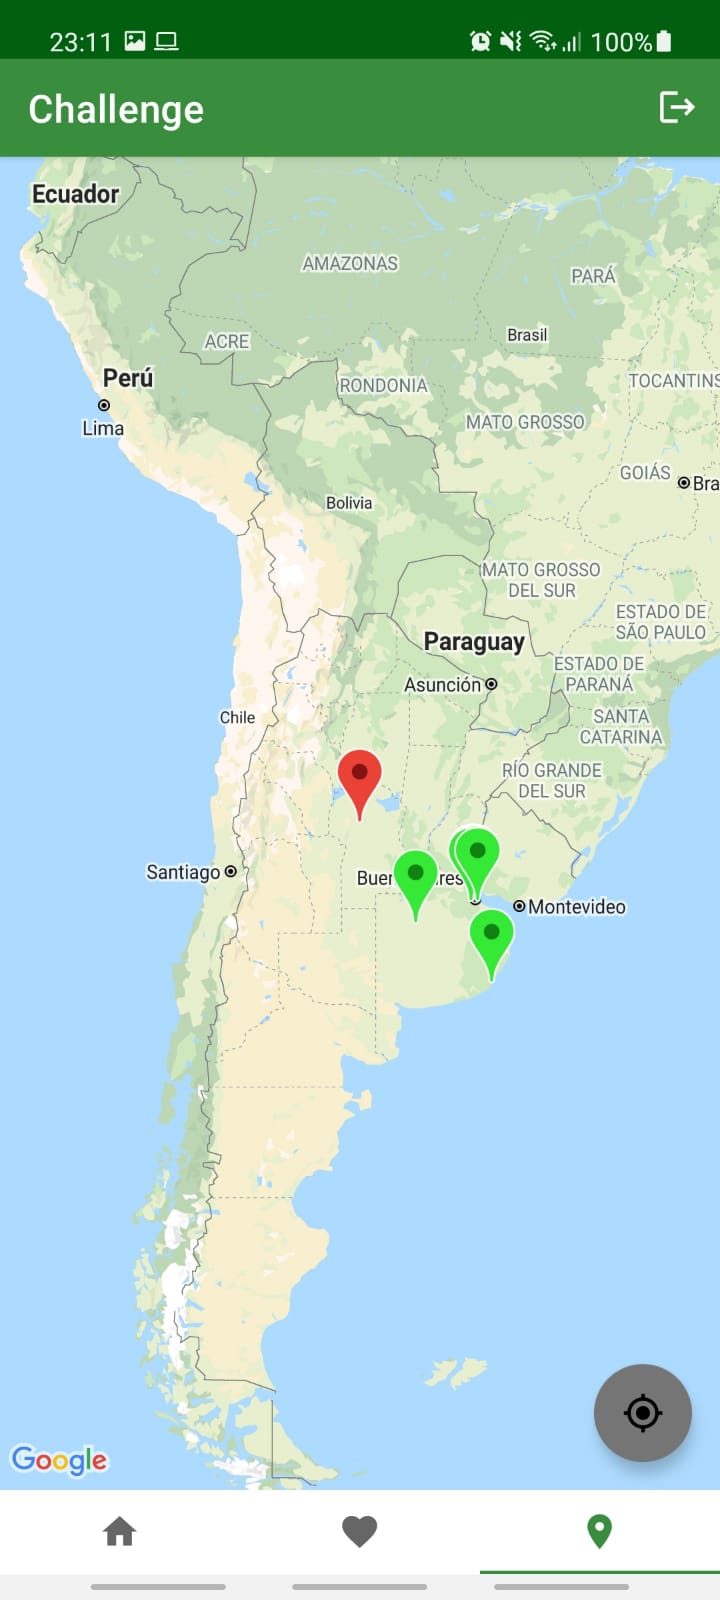 23:11
100%
Challenge
Ecuador
AMAZONAS
PARÁ
Brasil
ACRE
Perú
RONDONIA
TOCANTINS
Lima
MATO GROSSO
GOIÁS
Bra
Bolivia
MATO GROSSO
DEL SUR
ESTADO DE
SÃO PAULO
Paraguay
ESTADO DE
PARANÁ
Asunción
Chile
SANTA
CATARINA
RÍO GRANDE
DEL SUR
Santiago
Buen
res
Montevideo
Google